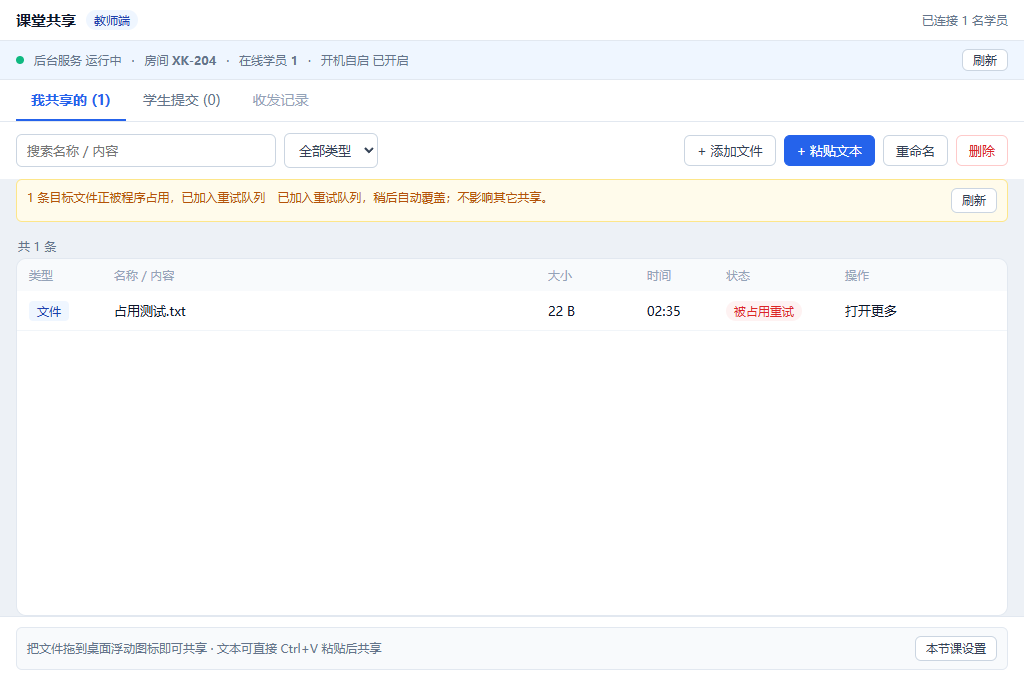 课堂共享 教师端 已连接 1 名学员
后台服务 运行中 · 房间 XK-204 · 在线学员 1 · 开机自启 已开启 刷新
我共享的 (1) 学生提交 (0) 收发记录
搜索名称 / 内容 全部类型 + 添加文件 + 粘贴文本 重命名 删除
1 条目标文件正被程序占用，已加入重试队列 已加入重试队列，稍后自动覆盖；不影响其它共享。 刷新
共 1 条
类型 名称 / 内容 大小 时间 状态 操作
文件 占用测试.txt 22 B 02:35 被占用重试 打开更多
把文件拖到桌面浮动图标即可共享 · 文本可直接 Ctrl+V 粘贴后共享 本节课设置